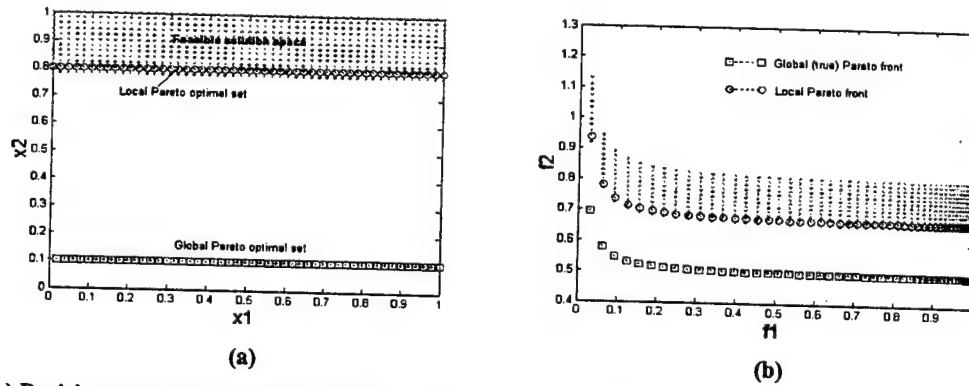 1
0.9
0.8
0.7
0.6
0.5
0.4
0.3
0.2
0.1
0
x2
Feasible solution space
Local Pareto optimal set
Global Pareto optimal set
0 0.1 0.2 0.3 0.4 0.5 0.6 0.7 0.8 0.9 1
x1
(a)
1.3
1.2
1.1
1
0.9
0.8
0.7
0.6
0.5
0.4
f2
Global (true) Pareto front
Local Pareto front
0 0.1 0.2 0.3 0.4 0.5 0.6 0.7 0.8 0.9
f1
(b)